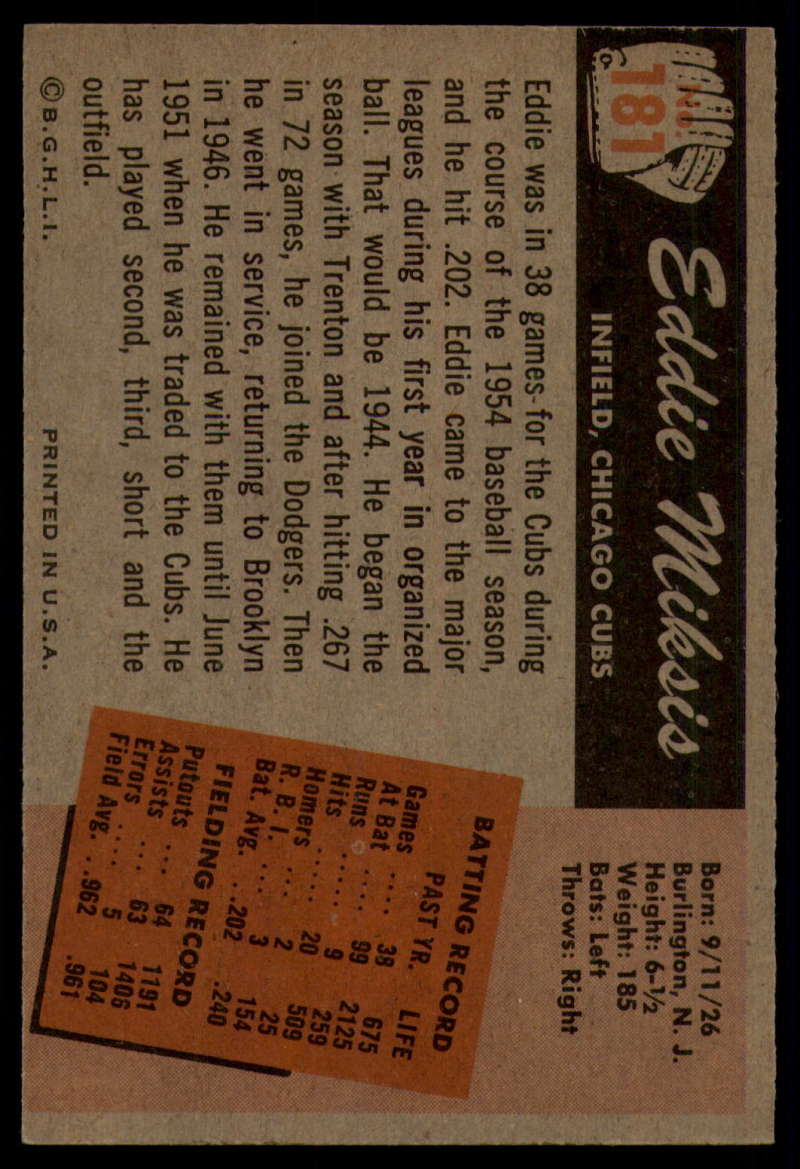 No. 181
Eddie Miksis
INFIELD, CHICAGO CUBS
Born: 9/11/26
Burlington, N. J.
Height: 6-½
Weight: 185
Bats: Left
Throws: Right
Eddie was in 38 games for the Cubs during
the course of the 1954 baseball season,
and he hit .202. Eddie came to the major
leagues during his first year in organized
ball. That would be 1944. He began the
season with Trenton and after hitting .267
in 72 games, he joined the Dodgers. Then
he went in service, returning to Brooklyn
in 1946. He remained with them until June
1951 when he was traded to the Cubs. He
has played second, third, short and the
outfield.
BATTING RECORD
PAST YR. LIFE
Games .... 38 675
At Bat .... 99 2125
Runs ..... 9 259
Hits ..... 20 509
Homers ... 2 25
R. B. I. ... 3 154
Bat. Avg. . .202 .240
FIELDING RECORD
Putouts ... 64 1191
Assists ... 63 1406
Errors .... 5 104
Field Avg. . .962 .961
© B.G.H.L.I. PRINTED IN U.S.A.